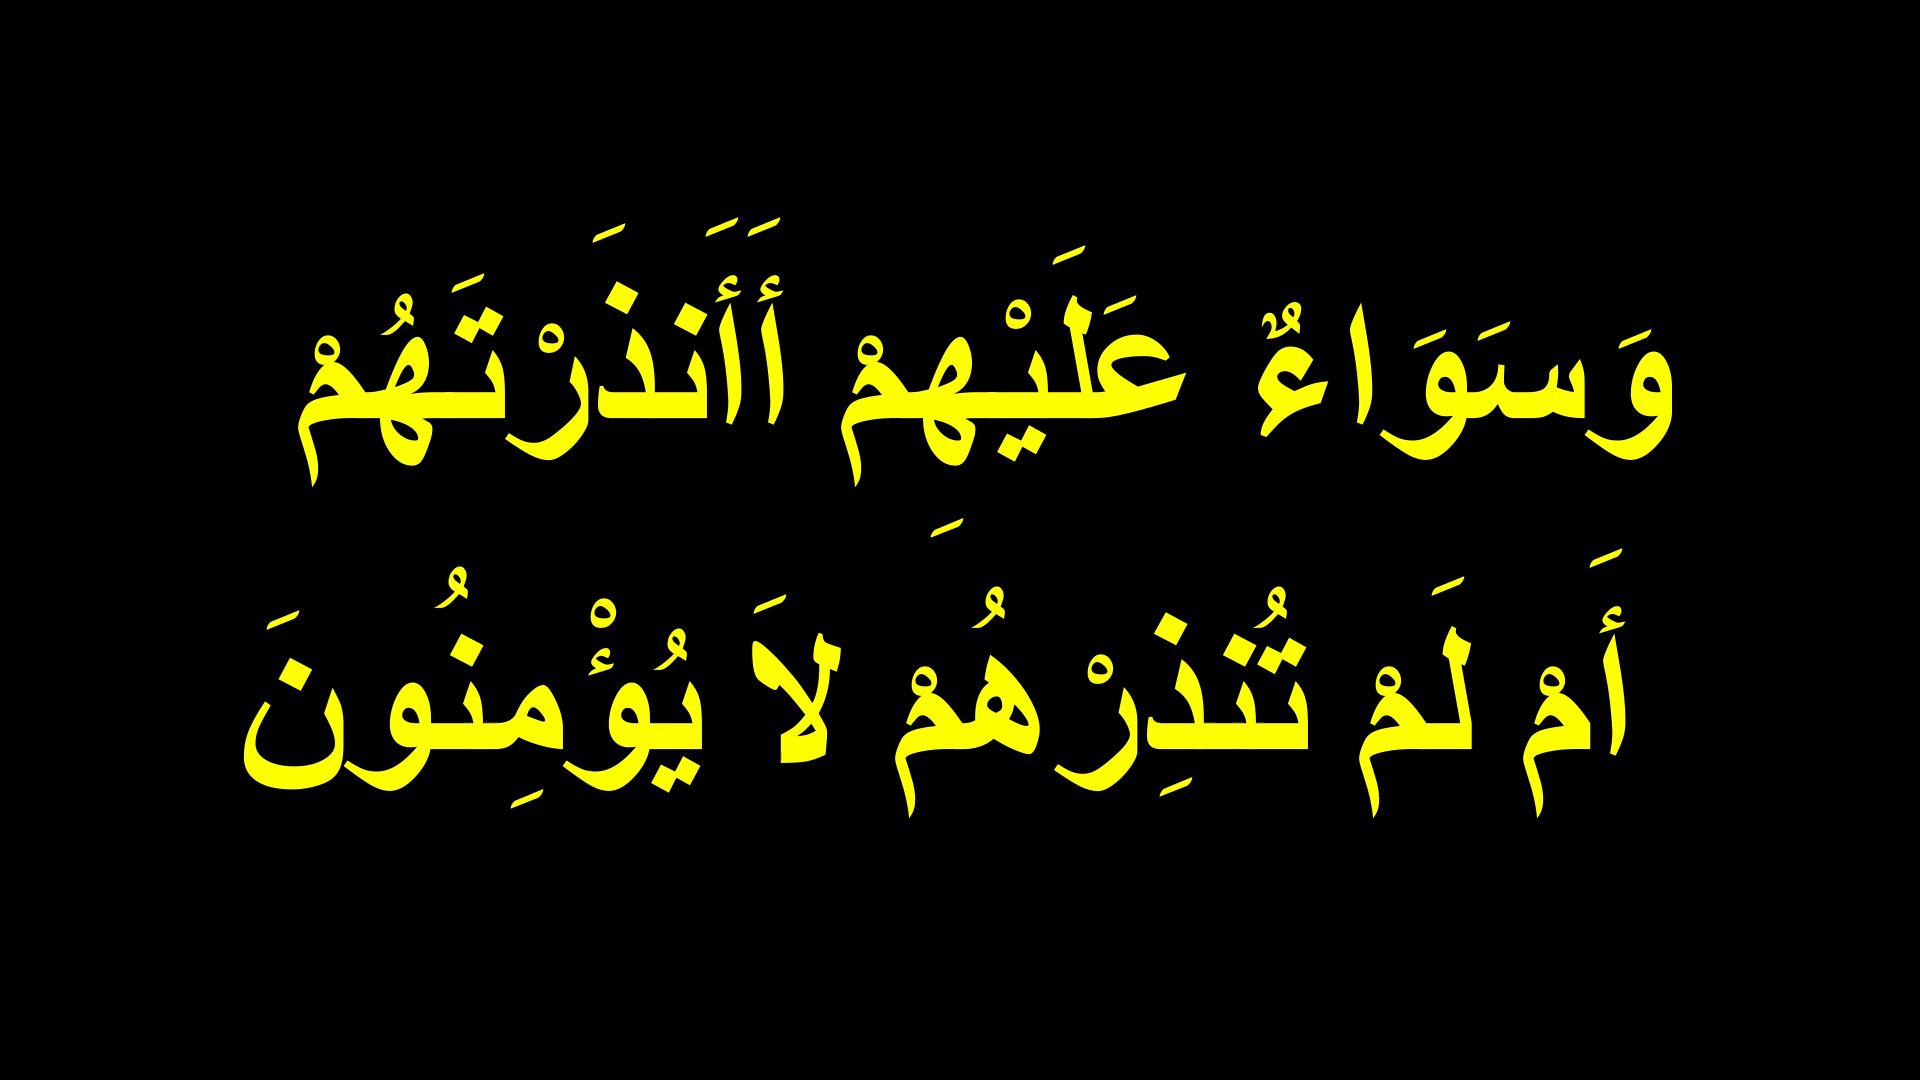 وَسَوَاءٌ عَلَيْهِمْ أَأَنذَرْتَهُمْ
أَمْ لَمْ تُنذِرْهُمْ لاَ يُؤْمِنُونَ